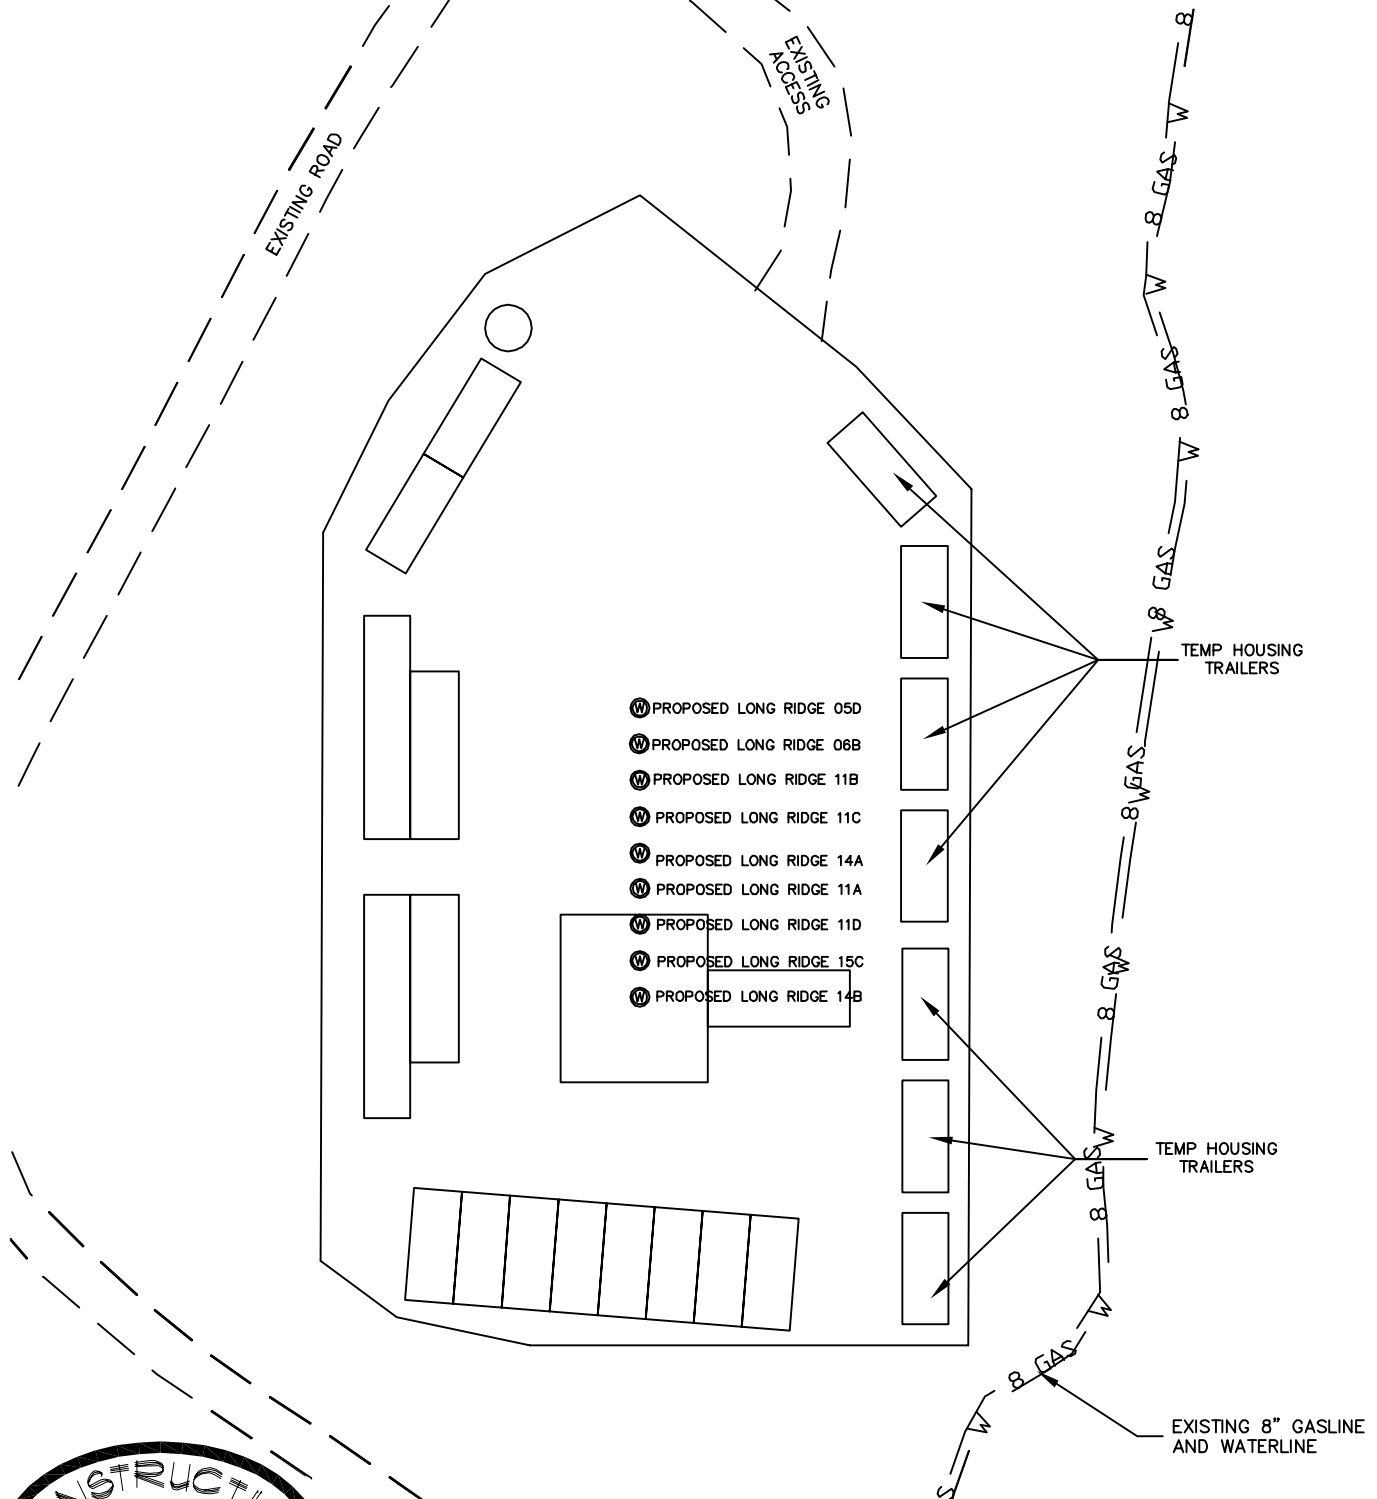 EXISTING
ACCESS
EXISTING ROAD
8
W
8 GAS
W
8 GAS
W
8 GAS
W
TEMP HOUSING
TRAILERS
W PROPOSED LONG RIDGE 05D
W PROPOSED LONG RIDGE 06B
W PROPOSED LONG RIDGE 11B
W PROPOSED LONG RIDGE 11C
W PROPOSED LONG RIDGE 14A
W PROPOSED LONG RIDGE 11A
W PROPOSED LONG RIDGE 11D
W PROPOSED LONG RIDGE 15C
W PROPOSED LONG RIDGE 14B
8 GAS
W
8 GAS
W
W
8 GAS
TEMP HOUSING
TRAILERS
W
8 GAS
W
EXISTING 8" GASLINE
AND WATERLINE
S